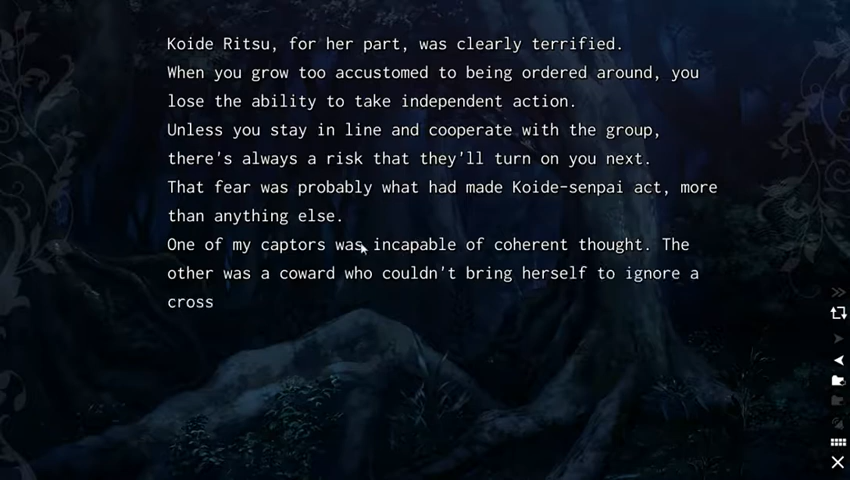 Koide Ritsu, for her part, was clearly terrified.
When you grow too accustomed to being ordered around, you
lose the ability to take independent action.
Unless you stay in line and cooperate with the group,
there's always a risk that they'll turn on you next.
That fear was probably what had made Koide-senpai act, more
than anything else.
One of my captors was incapable of coherent thought. The
other was a coward who couldn't bring herself to ignore a
cross